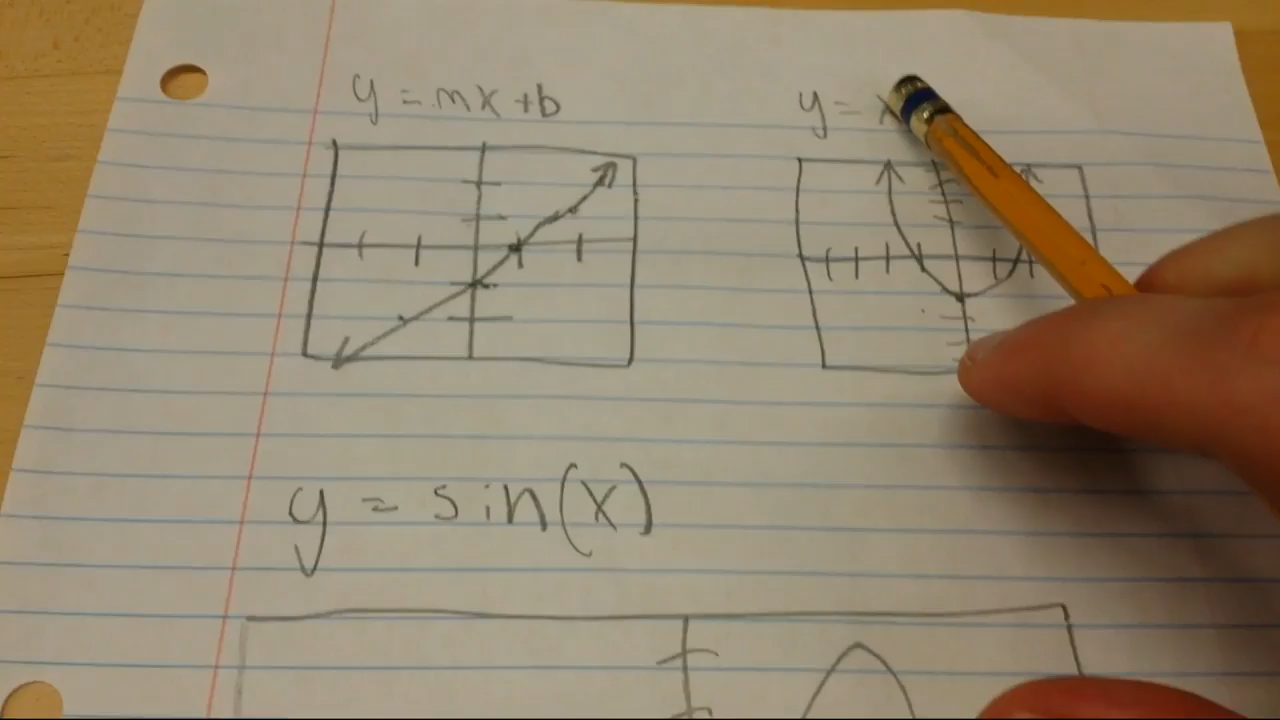 y = mx + b
y = x
y = sin(x)